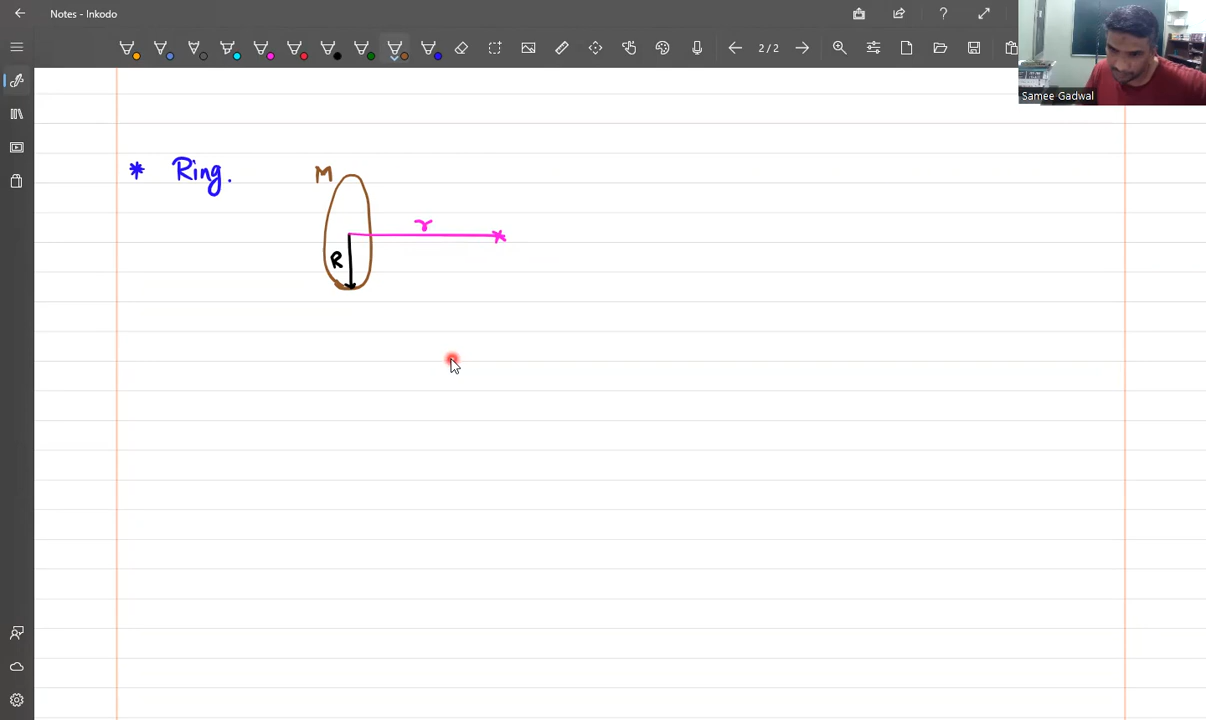 Notes - Inkodo
2 / 2
Samee Gadwal
* Ring.
M
r
R